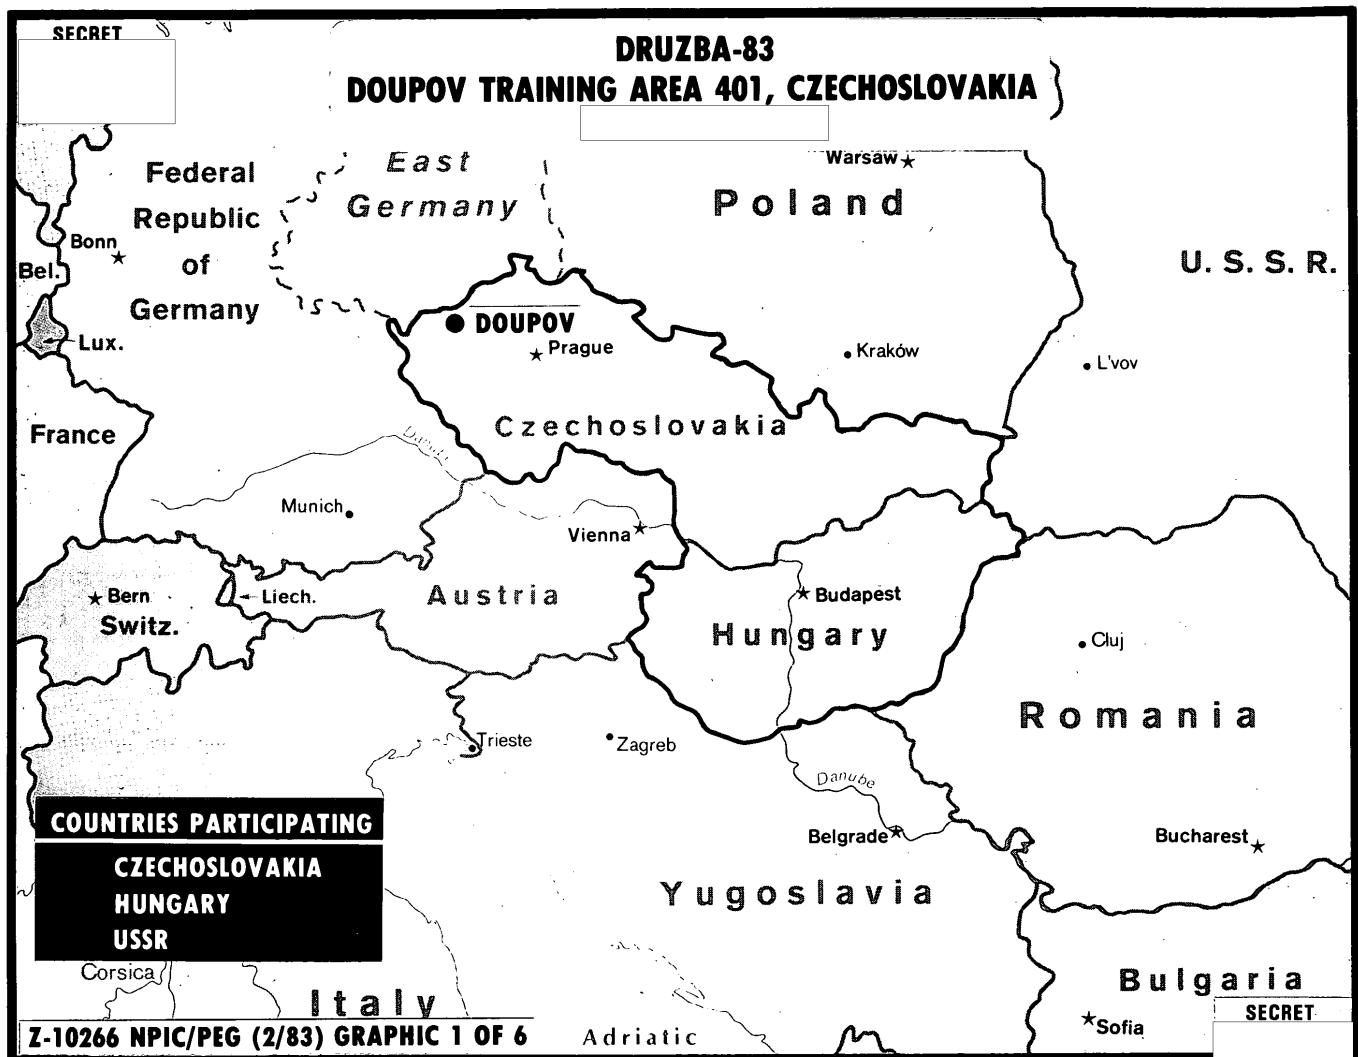 SECRET
DRUZBA-83
DOUPOV TRAINING AREA 401, CZECHOSLOVAKIA
Federal
Republic
of
Germany
East
Germany
Warsaw
Poland
U.S.S.R.
Bonn
Bel.
Lux.
DOUPOV
Prague
Kraków
L'vov
France
Czechoslovakia
Danube
Munich
Vienna
Bern
Switz.
Liech.
Austria
Budapest
Hungary
Cluj
Romania
Trieste
Zagreb
Danube
Belgrade
Bucharest
COUNTRIES PARTICIPATING
CZECHOSLOVAKIA
HUNGARY
USSR
Yugoslavia
Corsica
Italy
Bulgaria
SECRET
Sofia
Adriatic
Z-10266 NPIC/PEG (2/83) GRAPHIC 1 OF 6